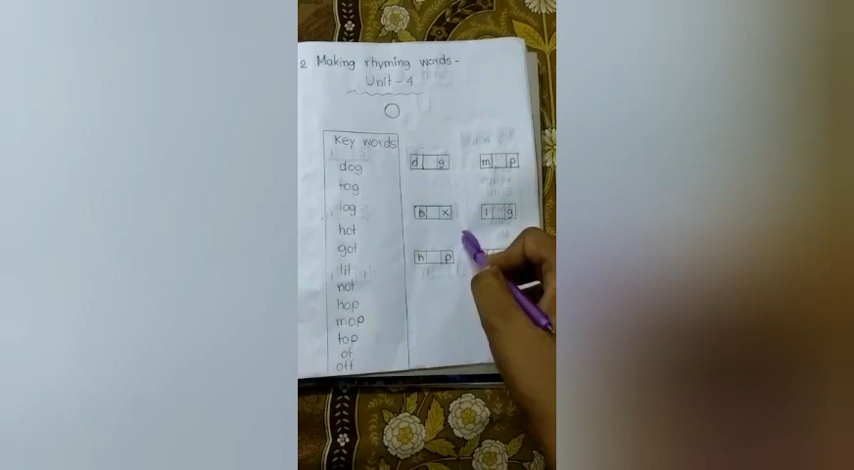 2 Making rhyming words-
Unit-4
O
Key words
dog
tog
log
hot
got
lit
not
hop
mop
top
of
off
d g
m p
b x
l g
h p